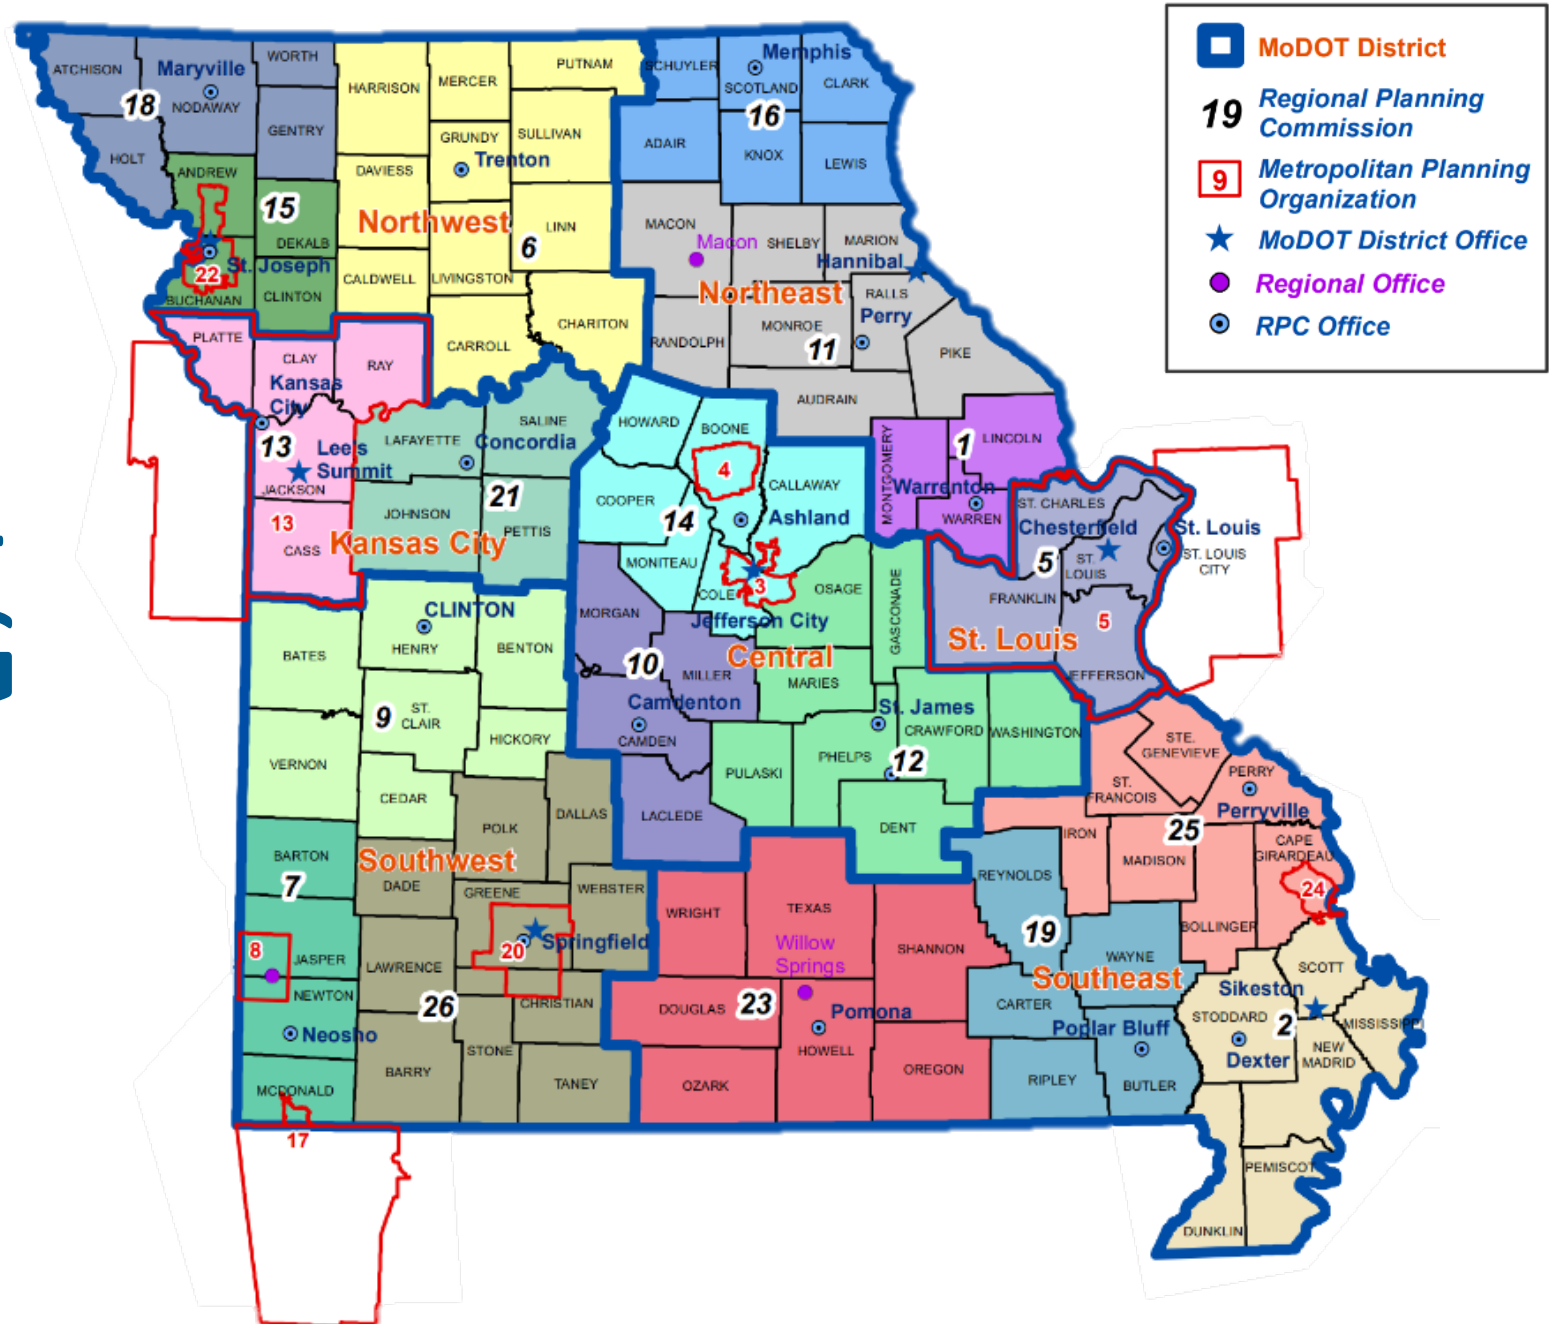 MoDOT District
19
Regional Planning
Commission
9
Metropolitan Planning
Organization
MoDOT District Office
Regional Office
RPC Office
ATCHISON
Maryville
NODAWAY
WORTH
18
HOLT
GENTRY
HARRISON
MERCER
PUTNAM
GRUNDY
SULLIVAN
Trenton
DAVIESS
Northwest
LINN
6
CALDWELL
LIVINGSTON
CARROLL
CHARITON
ANDREW
15
DEKALB
St. Joseph
22
BUCHANAN
CLINTON
SCHUYLER
Memphis
SCOTLAND
CLARK
16
ADAIR
KNOX
LEWIS
MACON
Macon
SHELBY
MARION
Hannibal
Northeast
RALLS
Perry
MONROE
11
RANDOLPH
PIKE
AUDRAIN
PLATTE
CLAY
RAY
Kansas
City
13
Lee's
Summit
JACKSON
13
CASS
LAFAYETTE
SALINE
Concordia
JOHNSON
21
PETTIS
Kansas City
HOWARD
BOONE
4
COOPER
CALLAWAY
14
Ashland
MONITEAU
COLE
3
Jefferson City
MONTGOMERY
1
LINCOLN
Warrenton
WARREN
ST. CHARLES
Chesterfield
St. Louis
5
ST.
LOUIS
ST. LOUIS
CITY
FRANKLIN
5
St. Louis
JEFFERSON
CLINTON
HENRY
BENTON
BATES
9
ST.
CLAIR
HICKORY
VERNON
CEDAR
MORGAN
10
MILLER
Camdenton
CAMDEN
LACLEDE
Central
OSAGE
GASCONADE
MARIES
St. James
CRAWFORD
WASHINGTON
PHELPS
12
PULASKI
DENT
BARTON
7
8
JASPER
NEWTON
Neosho
MCDONALD
17
POLK
DALLAS
Southwest
DADE
GREENE
WEBSTER
20
Springfield
LAWRENCE
26
CHRISTIAN
STONE
BARRY
TANEY
WRIGHT
TEXAS
Willow
Springs
SHANNON
DOUGLAS
23
Pomona
HOWELL
OZARK
OREGON
STE.
GENEVIEVE
PERRY
ST.
FRANCOIS
Perryville
IRON
25
MADISON
CAPE
GIRARDEAU
24
BOLLINGER
REYNOLDS
19
WAYNE
Southeast
CARTER
Poplar Bluff
RIPLEY
BUTLER
SCOTT
Sikeston
STODDARD
2
MISSISSIPPI
Dexter
NEW
MADRID
PEMISCOT
DUNKLIN